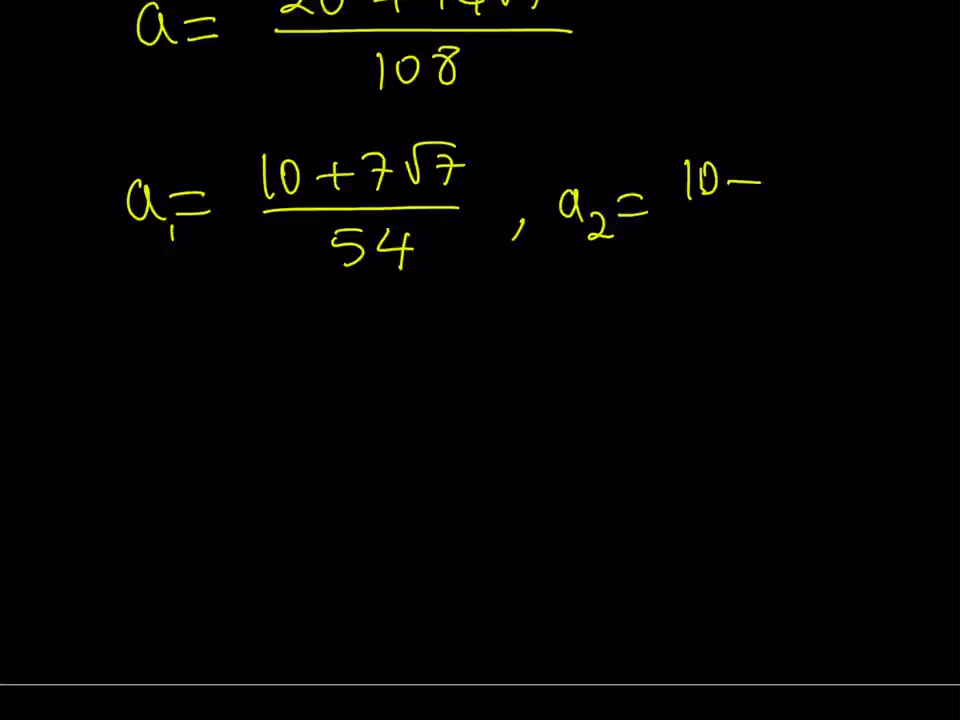 a =
108
a₁ = 10 + 7√7 / 54 , a₂ = 10 −